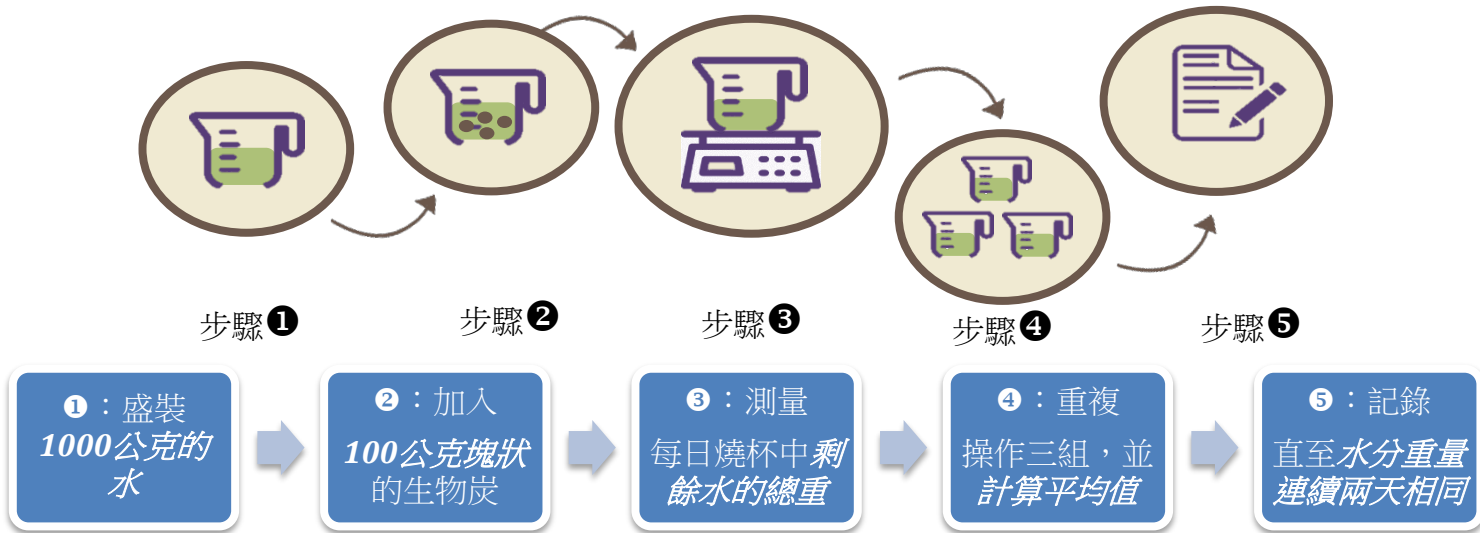 步驟❶
步驟❷
步驟❸
步驟❹
步驟❺
❶：盛裝
1000公克的
水
❷：加入
100公克塊狀
的生物炭
❸：測量
每日燒杯中剩
餘水的總重
❹：重複
操作三組，並
計算平均值
❺：記錄
直至水分重量
連續兩天相同